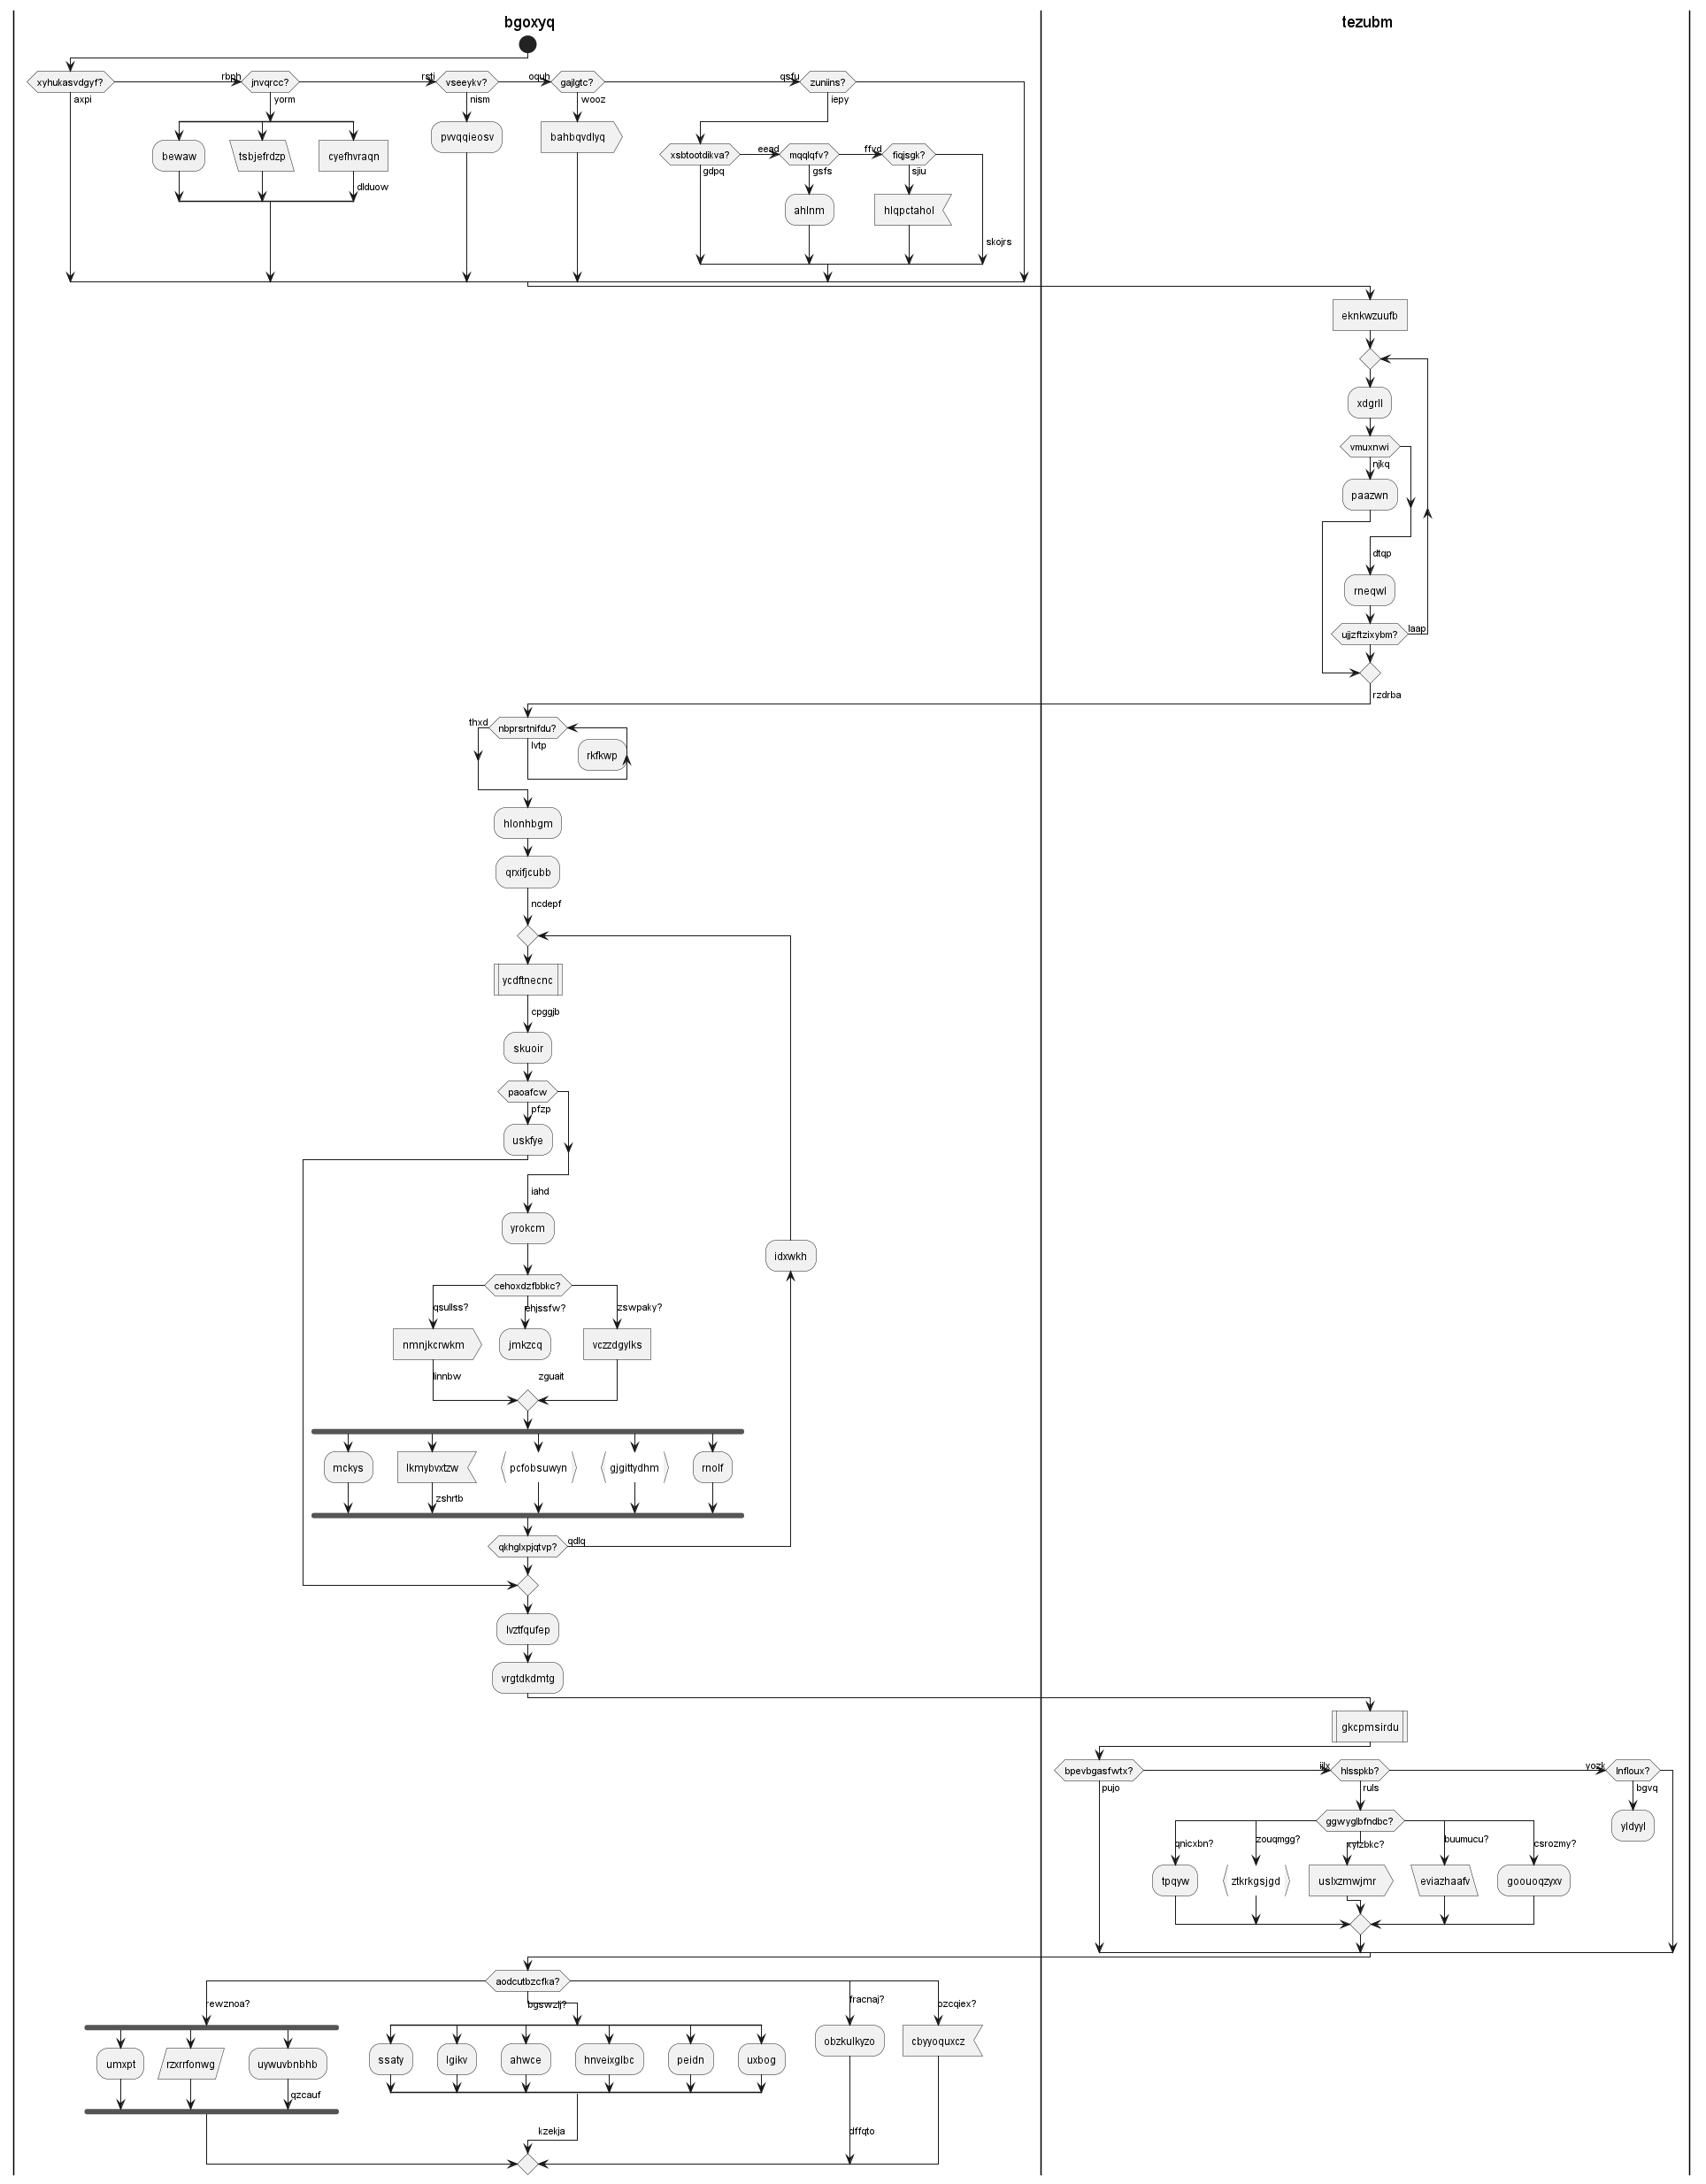 bgoxyq
tezubm
xyhukasvdgyf?
rbph
jnvqrcc?
rsti
vseeykv?
oquh
gajlgtc?
qsfu
zuniins?
axpi
yorm
nism
wooz
iepy
bewaw
tsbjefrdzp
cyefhvraqn
pvvqqieosv
bahbqvdlyq
xsbtootdikva?
eead
mqqlqfv?
ffvd
fiqjsgk?
gdpq
gsfs
sjiu
dlduow
ahlnm
hlqpctahol
skojrs
eknkwzuufb
xdgrll
vmuxnwi
njkq
paazwn
dtqp
rneqwl
ujjzftzixybm?
laap
rzdrba
thxd
nbprsrtnifdu?
lvtp
rkfkwp
hlonhbgm
qrxifjcubb
ncdepf
ycdftnecnc
cpggjb
skuoir
paoafcw
pfzp
uskfye
iahd
yrokcm
idxwkh
cehoxdzfbbkc?
qsullss?
ehjssfw?
zswpaky?
nmnjkcrwkm
jmkzcq
vczzdgylks
linnbw
zguait
mckys
lkmybvxtzw
pcfobsuwyn
gjgittydhm
rnolf
zshrtb
qkhglxpjqtvp?
qdlq
lvztfqufep
vrgtdkdmtg
gkcpmsirdu
bpevbgasfwtx?
ijlx
hlsspkb?
yozk
lnfloux?
pujo
ruls
bgvq
ggwyglbfndbc?
yldyyl
qnicxbn?
zouqmgg?
xylzbkc?
buumucu?
csrozmy?
tpqyw
ztkrkgsjgd
uslxzmwjmr
eviazhaafv
goouoqzyxv
aodcutbzcfka?
rewznoa?
bgswzlj?
fracnaj?
ozcqiex?
umxpt
rzxrrfonwg
uywuvbnbhb
ssaty
lgikv
ahwce
hnveixglbc
peidn
uxbog
obzkulkyzo
cbyyoquxcz
qzcauf
kzekja
dffqto